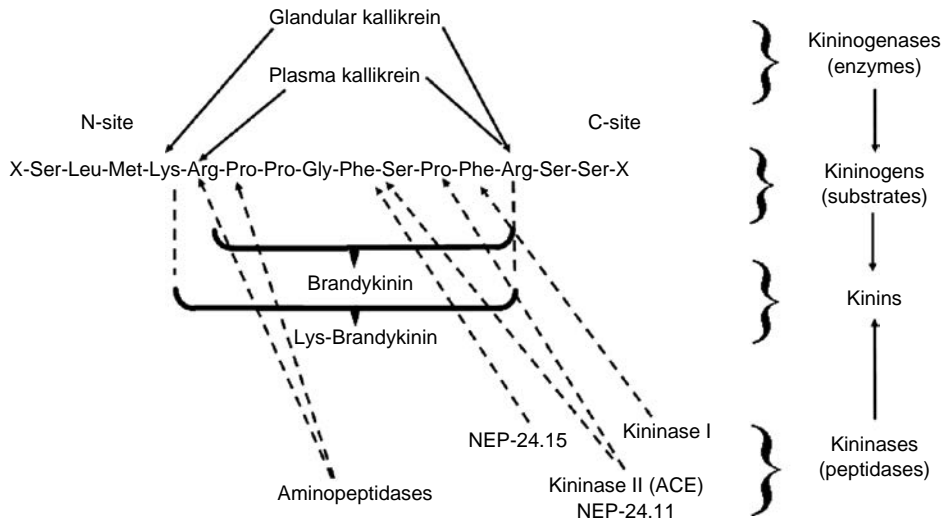 Glandular kallikrein
Kininogenases
(enzymes)
Plasma kallikrein
N-site
C-site
X-Ser-Leu-Met-Lys-Arg-Pro-Pro-Gly-Phe-Ser-Pro-Phe-Arg-Ser-Ser-X
Kininogens
(substrates)
Brandykinin
Kinins
Lys-Brandykinin
NEP-24.15
Kininase I
Kininases
(peptidases)
Aminopeptidases
Kininase II (ACE)
NEP-24.11